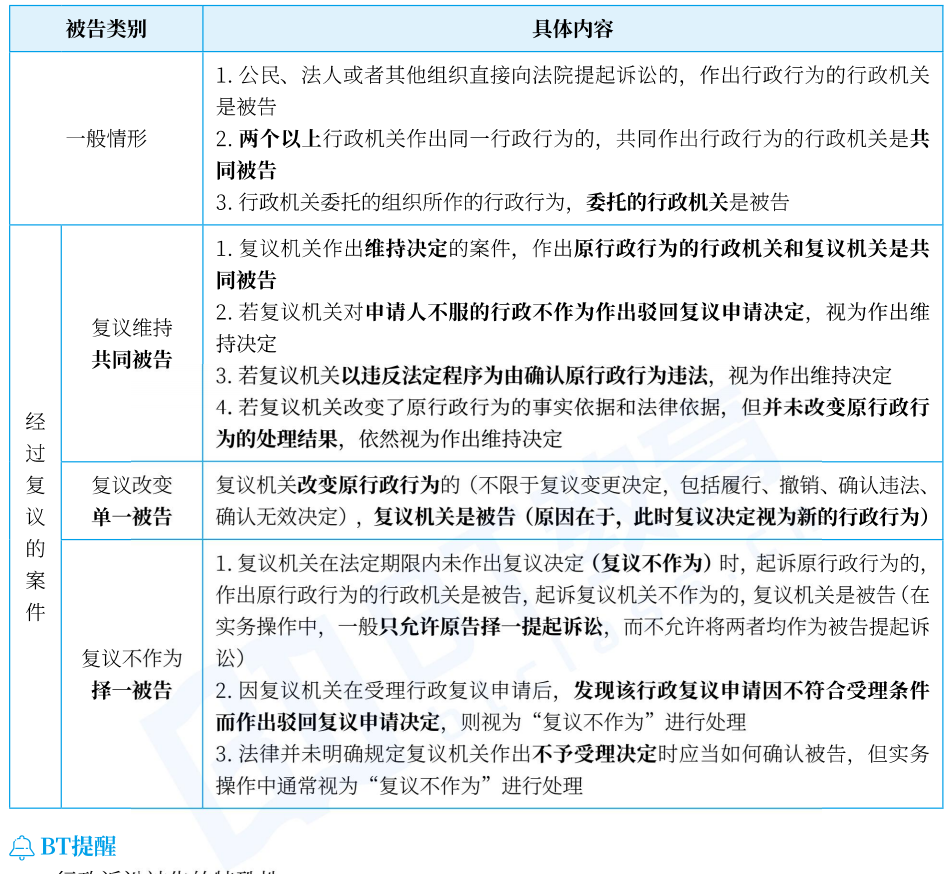 被告类别
具体内容
一般情形
1. 公民、法人或者其他组织直接向法院提起诉讼的，作出行政行为的行政机关
是被告
2. 两个以上行政机关作出同一行政行为的，共同作出行政行为的行政机关是共
同被告
3. 行政机关委托的组织所作的行政行为，委托的行政机关是被告
经过复议的案件
复议维持
共同被告
1. 复议机关作出维持决定的案件，作出原行政行为的行政机关和复议机关是共
同被告
2. 若复议机关对申请人不服的行政不作为作出驳回复议申请决定，视为作出维
持决定
3. 若复议机关以违反法定程序为由确认原行政行为违法，视为作出维持决定
4. 若复议机关改变了原行政行为的事实依据和法律依据，但并未改变原行政行
为的处理结果，依然视为作出维持决定
复议改变
单一被告
复议机关改变原行政行为的（不限于复议变更决定，包括履行、撤销、确认违法、
确认无效决定），复议机关是被告（原因在于，此时复议决定视为新的行政行为）
复议不作为
择一被告
1. 复议机关在法定期限内未作出复议决定（复议不作为）时，起诉原行政行为的，
作出原行政行为的行政机关是被告，起诉复议机关不作为的，复议机关是被告（在
实务操作中，一般只允许原告择一提起诉讼，而不允许将两者均作为被告提起诉
讼）
2. 因复议机关在受理行政复议申请后，发现该行政复议申请因不符合受理条件
而作出驳回复议申请决定，则视为“复议不作为”进行处理
3. 法律并未明确规定复议机关作出不予受理决定时应当如何确认被告，但实务
操作中通常视为“复议不作为”进行处理
BT提醒